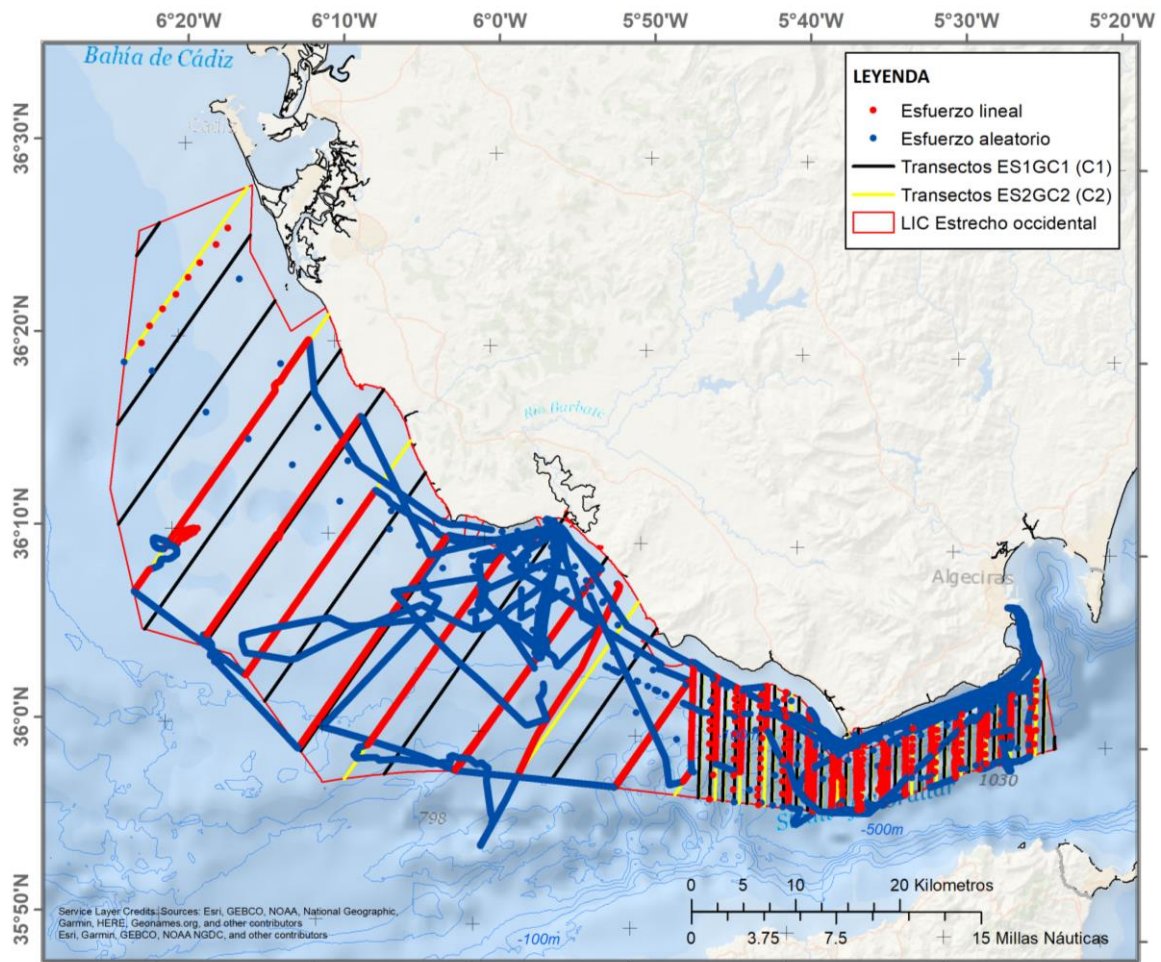 6°20'W 6°10'W 6°0'W 5°50'W 5°40'W 5°30'W 5°20'W
Bahía de Cádiz
Cádiz
LEYENDA
Esfuerzo lineal
Esfuerzo aleatorio
Transectos ES1GC1 (C1)
Transectos ES2GC2 (C2)
LIC Estrecho occidental
36°30'N
36°20'N
Río Barbate
36°10'N
Algeciras
36°0'N
1030
798
-500m
35°50'N
0 5 10 20 Kilometros
0 3.75 7.5 15 Millas Náuticas
Service Layer Credits: Sources: Esri, GEBCO, NOAA, National Geographic,
Garmin, HERE, Geonames.org, and other contributors
Esri, Garmin, GEBCO, NOAA NGDC, and other contributors
-100m